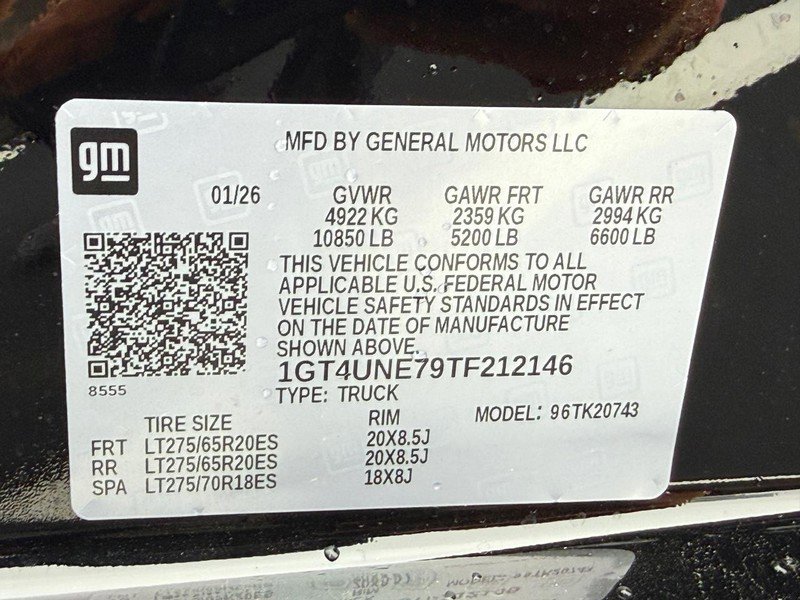 gm
MFD BY GENERAL MOTORS LLC
01/26 GVWR GAWR FRT GAWR RR
4922 KG 2359 KG 2994 KG
10850 LB 5200 LB 6600 LB
THIS VEHICLE CONFORMS TO ALL
APPLICABLE U.S. FEDERAL MOTOR
VEHICLE SAFETY STANDARDS IN EFFECT
ON THE DATE OF MANUFACTURE
SHOWN ABOVE.
8555
1GT4UNE79TF212146
TYPE: TRUCK
TIRE SIZE RIM MODEL: 96TK20743
FRT LT275/65R20ES 20X8.5J
RR LT275/65R20ES 20X8.5J
SPA LT275/70R18ES 18X8J